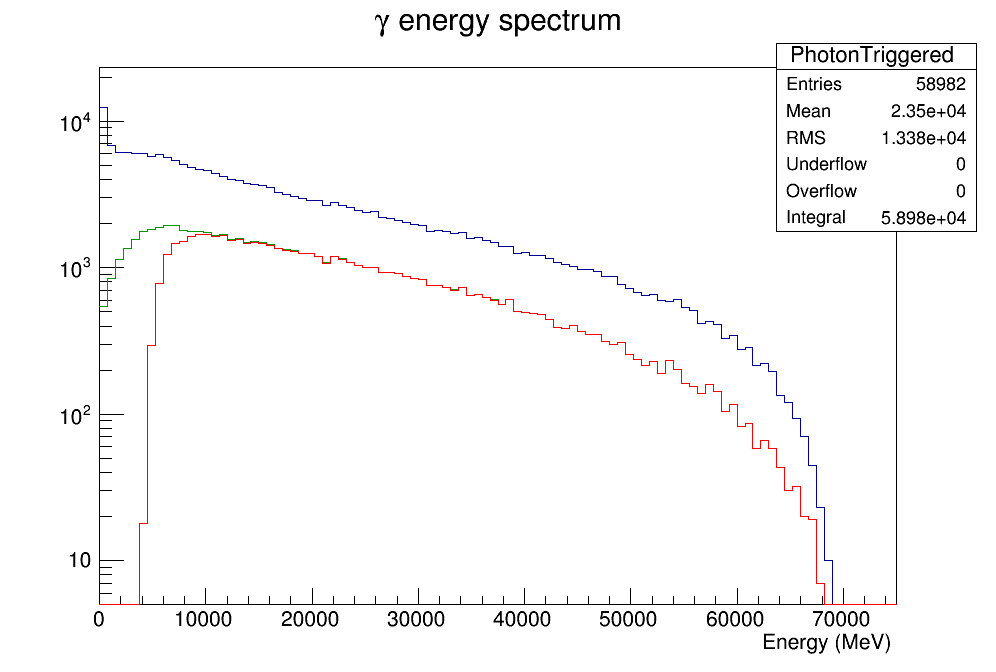 γ energy spectrum
PhotonTriggered
Entries 58982
Mean 2.35e+04
RMS 1.338e+04
Underflow 0
Overflow 0
Integral 5.898e+04
10⁴
10³
10²
10
0 10000 20000 30000 40000 50000 60000 70000
Energy (MeV)